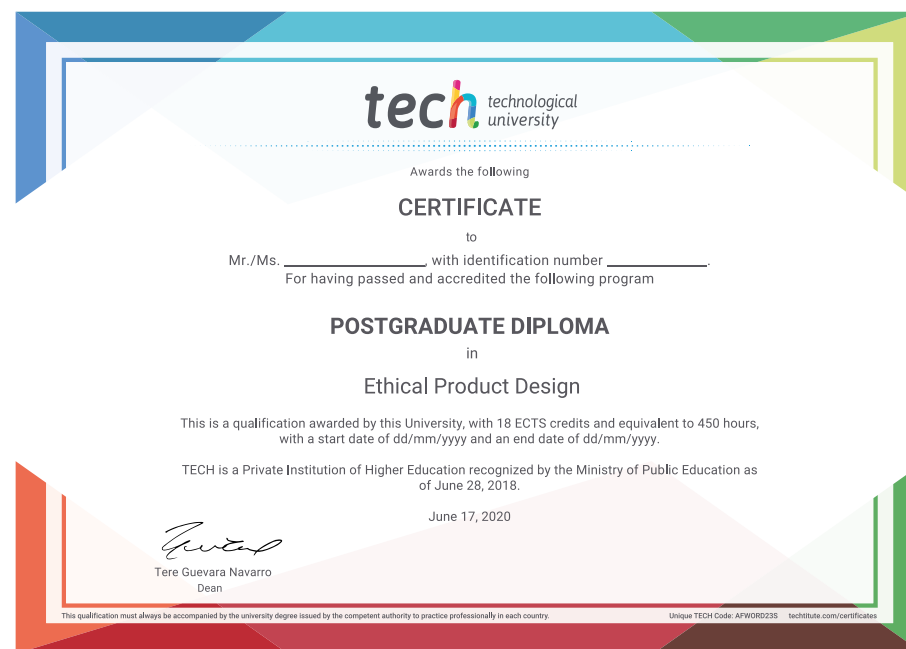 tech technological
university
Awards the following
CERTIFICATE
to
Mr./Ms. ____________________, with identification number ______________.
For having passed and accredited the following program
POSTGRADUATE DIPLOMA
in
Ethical Product Design
This is a qualification awarded by this University, with 18 ECTS credits and equivalent to 450 hours,
with a start date of dd/mm/yyyy and an end date of dd/mm/yyyy.
TECH is a Private Institution of Higher Education recognized by the Ministry of Public Education as
of June 28, 2018.
June 17, 2020
Tere Guevara Navarro
Dean
This qualification must always be accompanied by the university degree issued by the competent authority to practice professionally in each country. Unique TECH Code: AFWORD23S techtitute.com/certificates